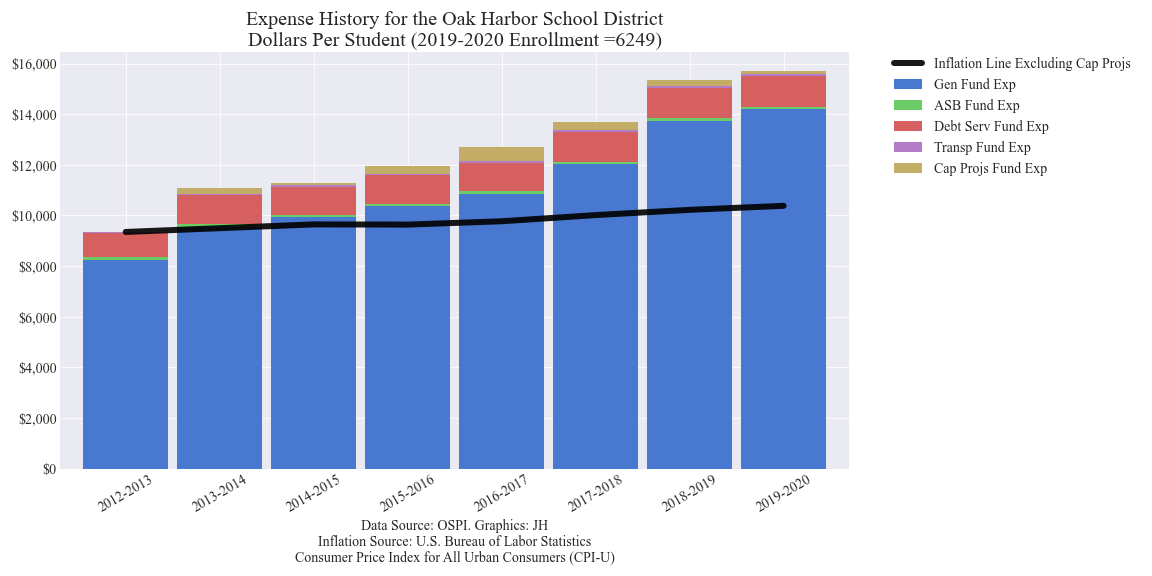 Expense History for the Oak Harbor School District
Dollars Per Student (2019-2020 Enrollment =6249)
$16,000
$14,000
$12,000
$10,000
$8,000
$6,000
$4,000
$2,000
$0
2012-2013
2013-2014
2014-2015
2015-2016
2016-2017
2017-2018
2018-2019
2019-2020
Inflation Line Excluding Cap Projs
Gen Fund Exp
ASB Fund Exp
Debt Serv Fund Exp
Transp Fund Exp
Cap Projs Fund Exp
Data Source: OSPI. Graphics: JH
Inflation Source: U.S. Bureau of Labor Statistics
Consumer Price Index for All Urban Consumers (CPI-U)